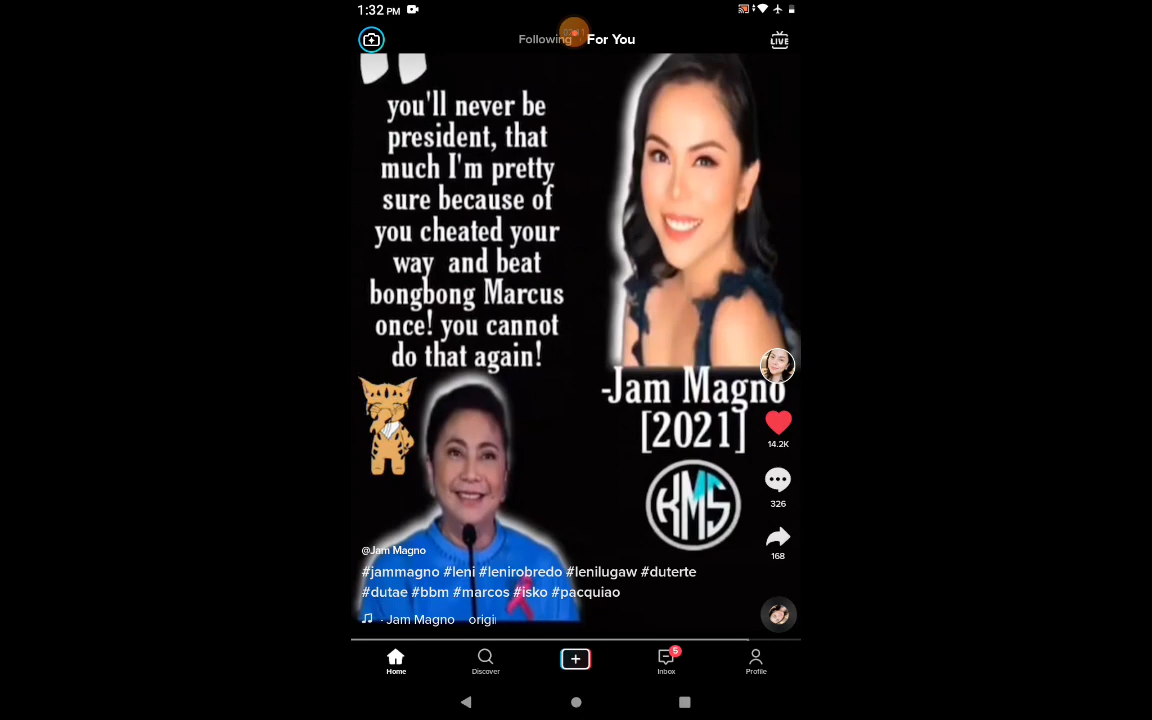 1:32 PM
Following
For You
LIVE
you'll never be
president, that
much I'm pretty
sure because of
you cheated your
way and beat
bongbong Marcus
once! you cannot
do that again!
-Jam Magno
[2021]
KMS
14.2K
326
168
@Jam Magno
#jammagno #leni #lenirobredo #lenilugaw #duterte
#dutae #bbm #marcos #isko #pacquiao
- Jam Magno origi
Home
Discover
5
Inbox
Profile